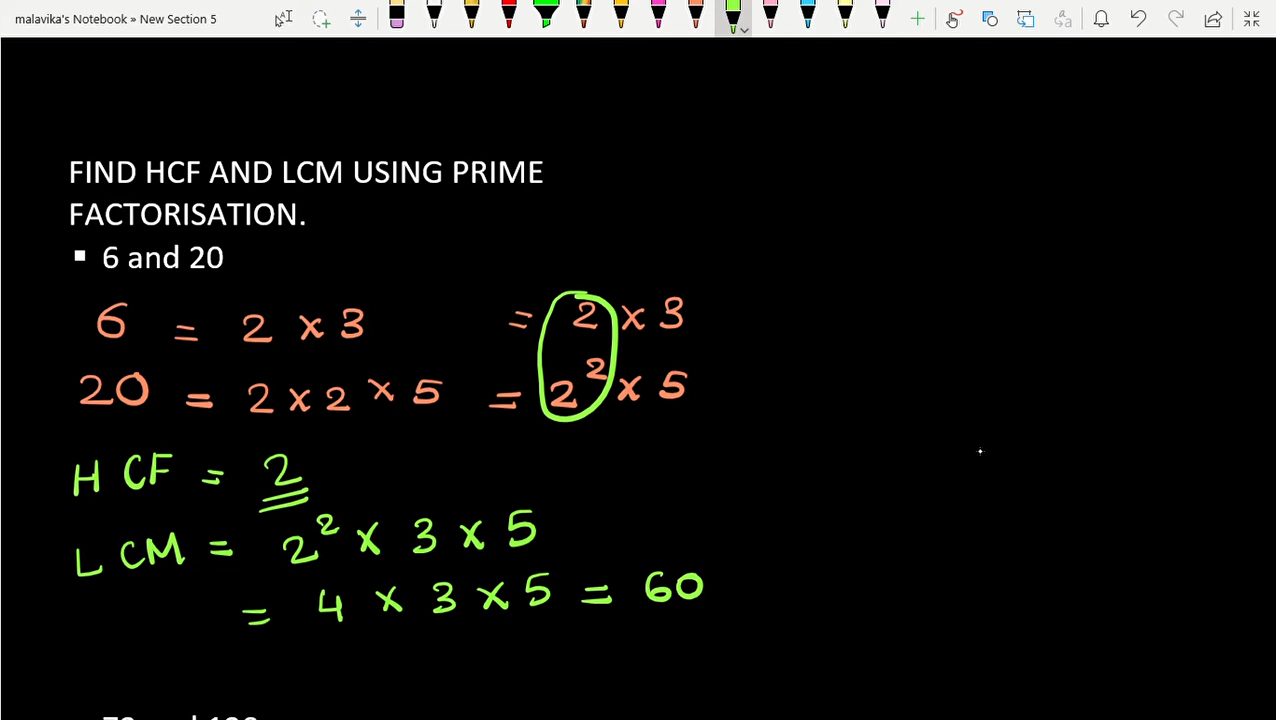 malavika's Notebook » New Section 5
FIND HCF AND LCM USING PRIME
FACTORISATION.
▪ 6 and 20
6 = 2 x 3 = 2 x 3
20 = 2 x 2 x 5 = 2² x 5
HCF = 2
LCM = 2² x 3 x 5
= 4 x 3 x 5 = 60